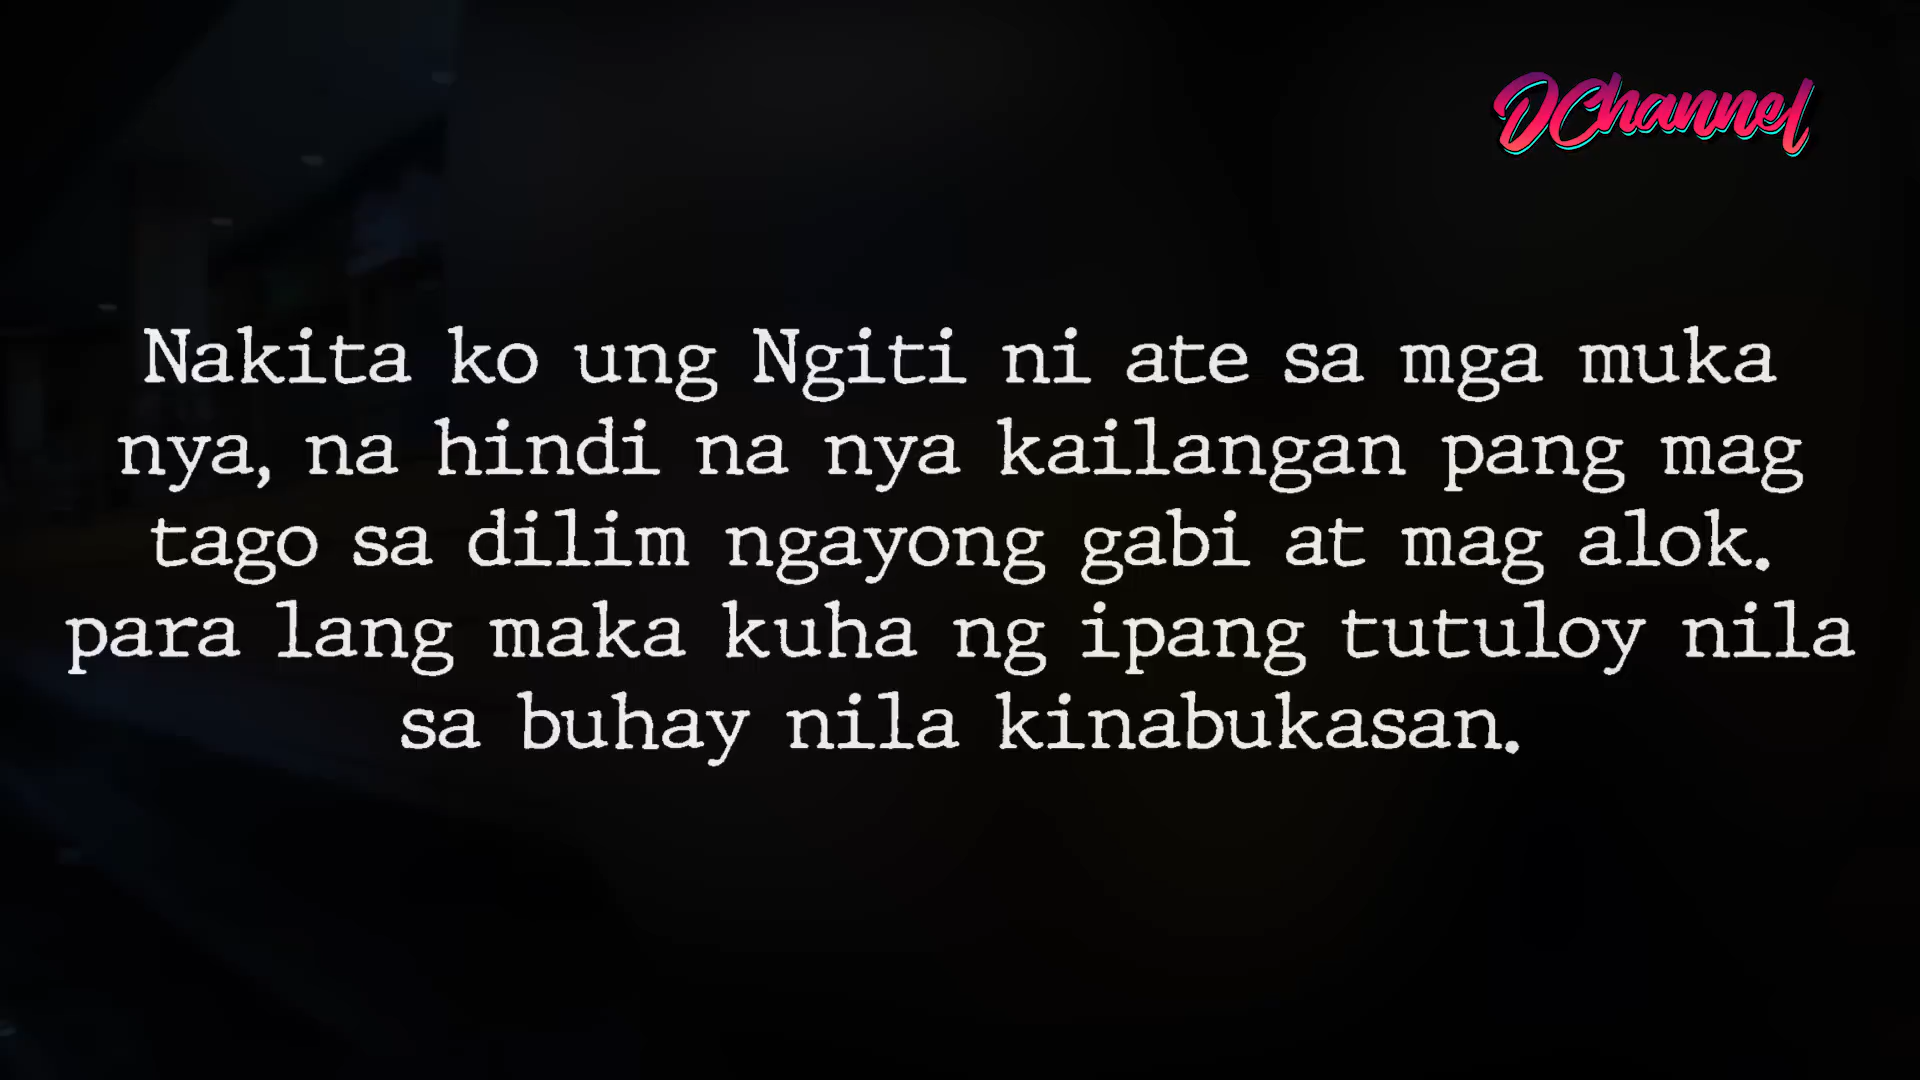 DChannel
Nakita ko ung Ngiti ni ate sa mga muka
nya, na hindi na nya kailangan pang mag
tago sa dilim ngayong gabi at mag alok.
para lang maka kuha ng ipang tutuloy nila
sa buhay nila kinabukasan.